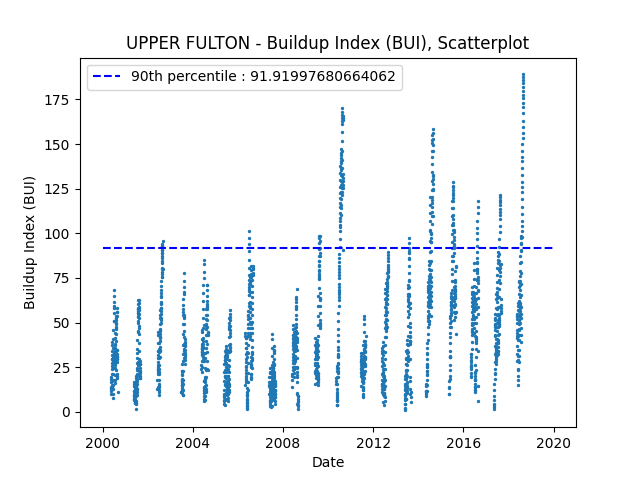 UPPER FULTON - Buildup Index (BUI), Scatterplot
90th percentile : 91.91997680664062
Buildup Index (BUI)
175
150
125
100
75
50
25
0
2000 2004 2008 2012 2016 2020
Date